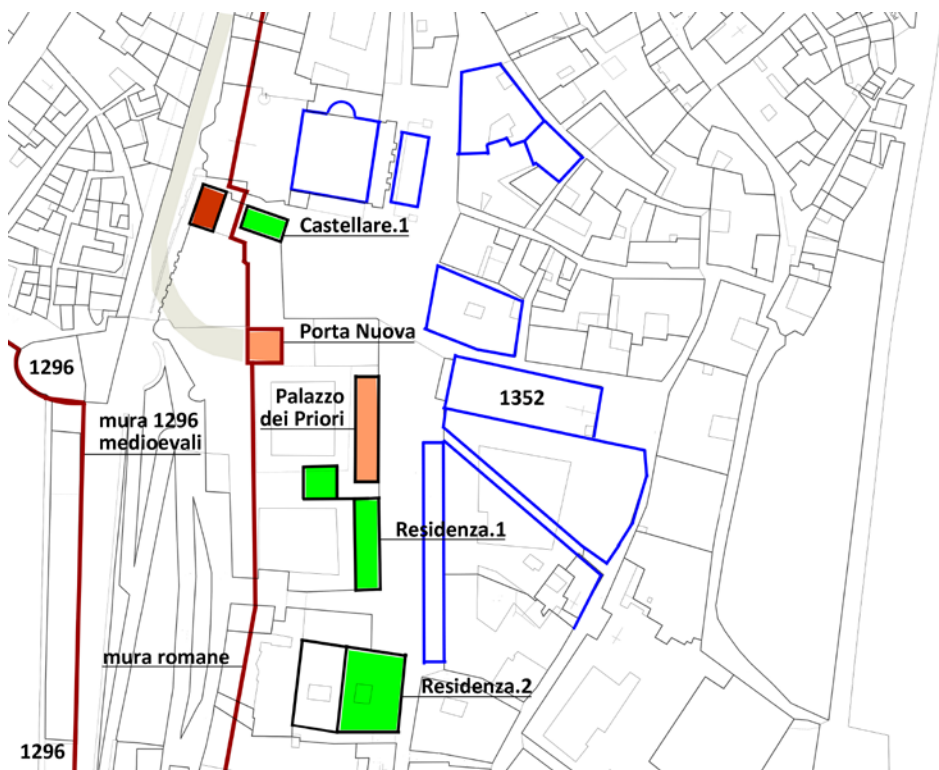 Castellare.1
Porta Nuova
1296
Palazzo
dei Priori
1352
mura 1296
medioevali
Residenza.1
mura romane
Residenza.2
1296